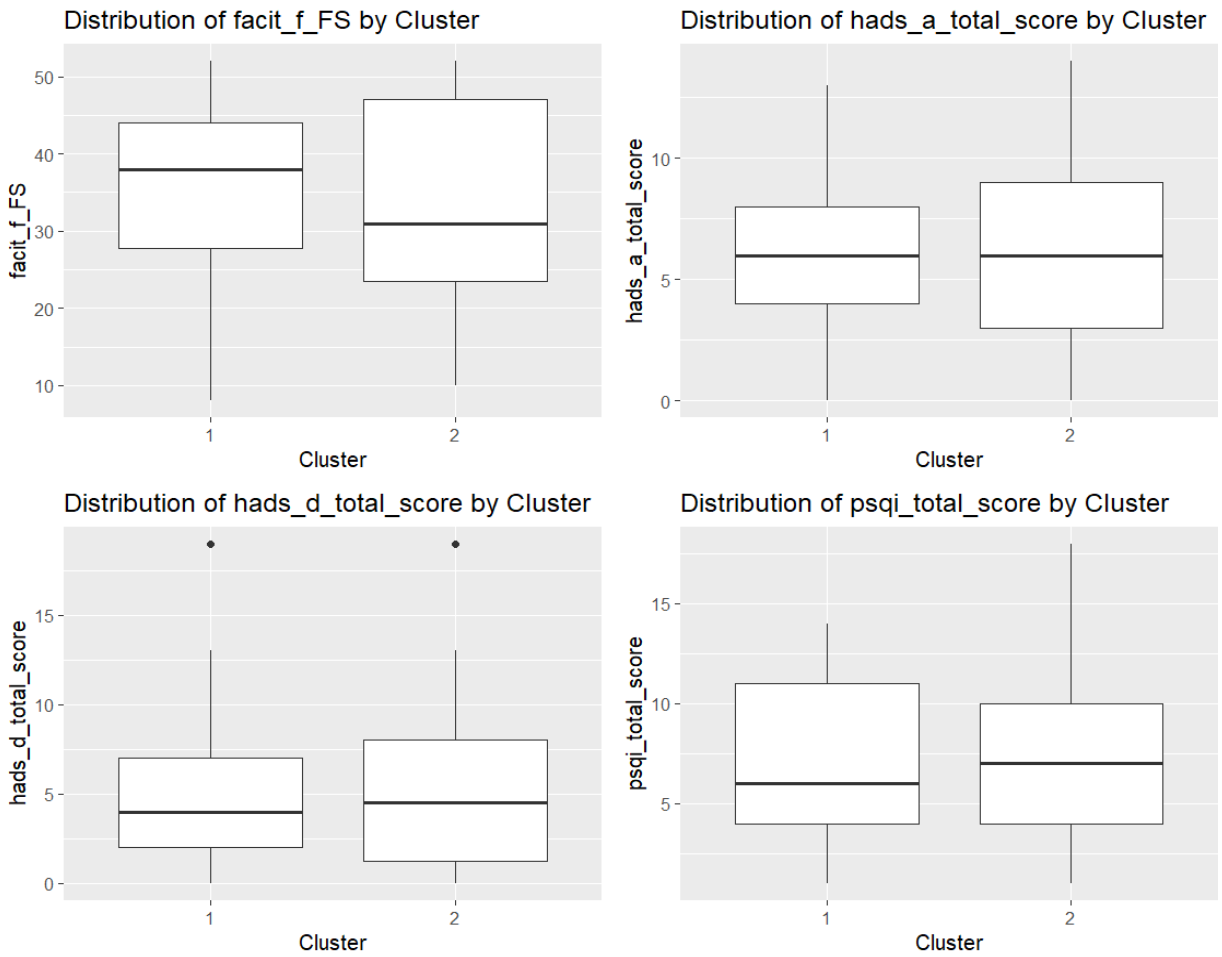 Distribution of facit_f_FS by Cluster
facit_f_FS
50
40
30
20
10
1 2
Cluster
Distribution of hads_a_total_score by Cluster
hads_a_total_score
10
5
0
1 2
Cluster
Distribution of hads_d_total_score by Cluster
hads_d_total_score
15
10
5
0
1 2
Cluster
Distribution of psqi_total_score by Cluster
psqi_total_score
15
10
5
1 2
Cluster